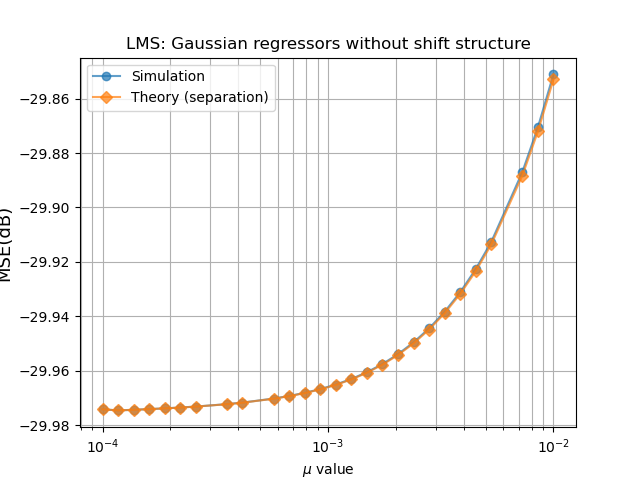 LMS: Gaussian regressors without shift structure
Simulation
Theory (separation)
−29.86
−29.88
−29.90
−29.92
−29.94
−29.96
−29.98
MSE(dB)
10⁻⁴
10⁻³
10⁻²
μ value